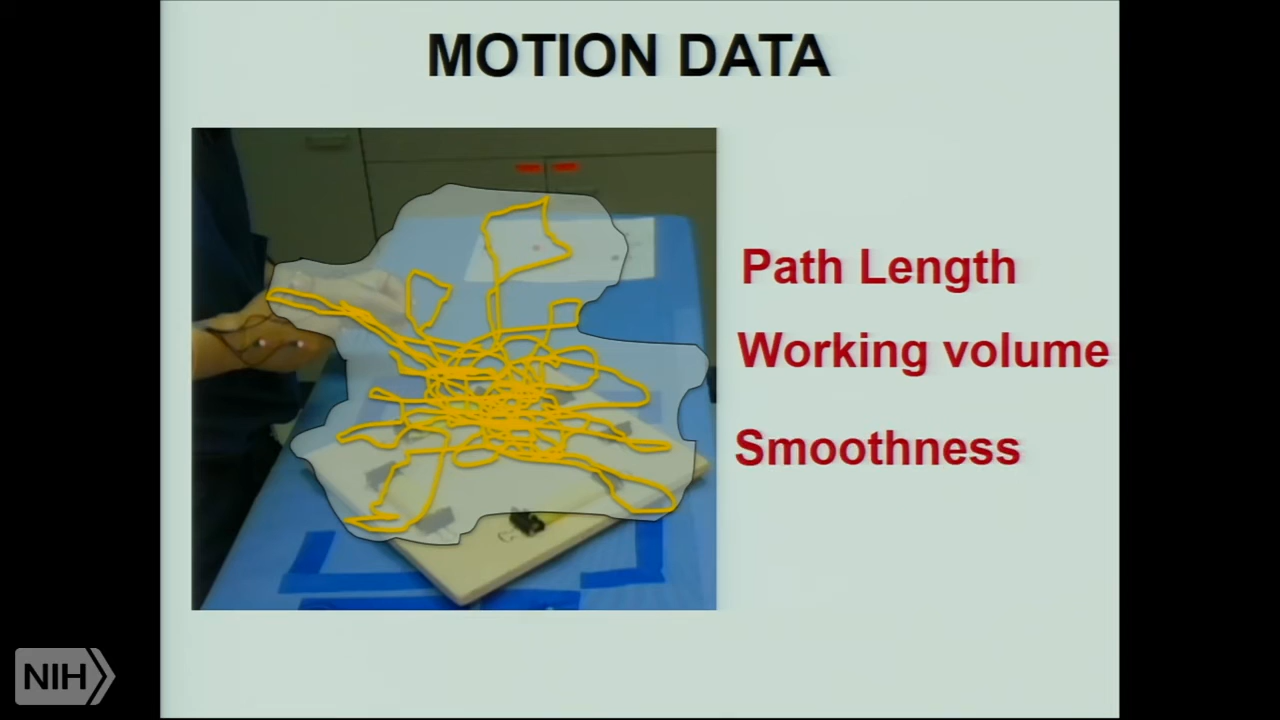 MOTION DATA
Path Length
Working volume
Smoothness
NIH